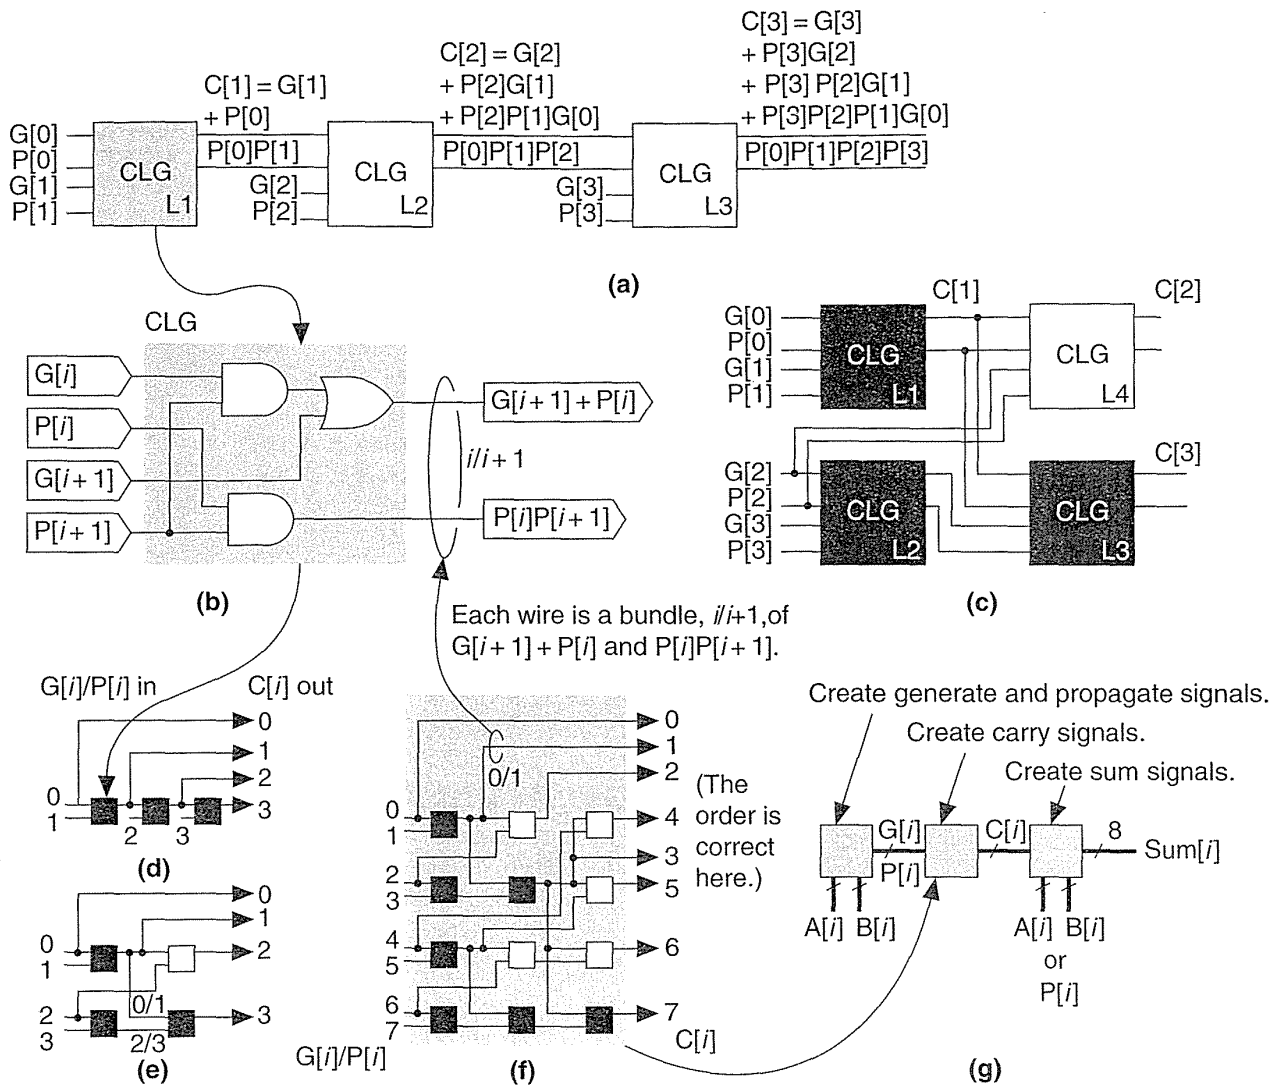 C[1] = G[1]
+ P[0]
C[2] = G[2]
+ P[2]G[1]
+ P[2]P[1]G[0]
C[3] = G[3]
+ P[3]G[2]
+ P[3] P[2]G[1]
+ P[3]P[2]P[1]G[0]
G[0]
P[0]
G[1]
P[1]
CLG
L1
P[0]P[1]
G[2]
P[2]
CLG
L2
P[0]P[1]P[2]
G[3]
P[3]
CLG
L3
P[0]P[1]P[2]P[3]
(a)
CLG
G[i]
P[i]
G[i+1]
P[i+1]
i/i+1
G[i+1]+P[i]
P[i]P[i+1]
(b)
C[1]
C[2]
G[0]
P[0]
G[1]
P[1]
CLG
L1
CLG
L4
G[2]
P[2]
G[3]
P[3]
CLG
L2
C[3]
CLG
L3
(c)
Each wire is a bundle, i/i+1,of
G[i+1]+P[i] and P[i]P[i+1].
G[i]/P[i] in
C[i] out
0
1
2
3
0
1
2
3
(d)
0
1
2
3
0
1
2
3
0/1
2/3
(e)
0
1
2
4
3
5
6
7
0/1
0
1
2
3
4
5
6
7
(The
order is
correct
here.)
G[i]/P[i]
C[i]
(f)
Create generate and propagate signals.
Create carry signals.
Create sum signals.
G[i]
P[i]
C[i]
8
Sum[i]
A[i] B[i]
A[i] B[i]
or
P[i]
(g)